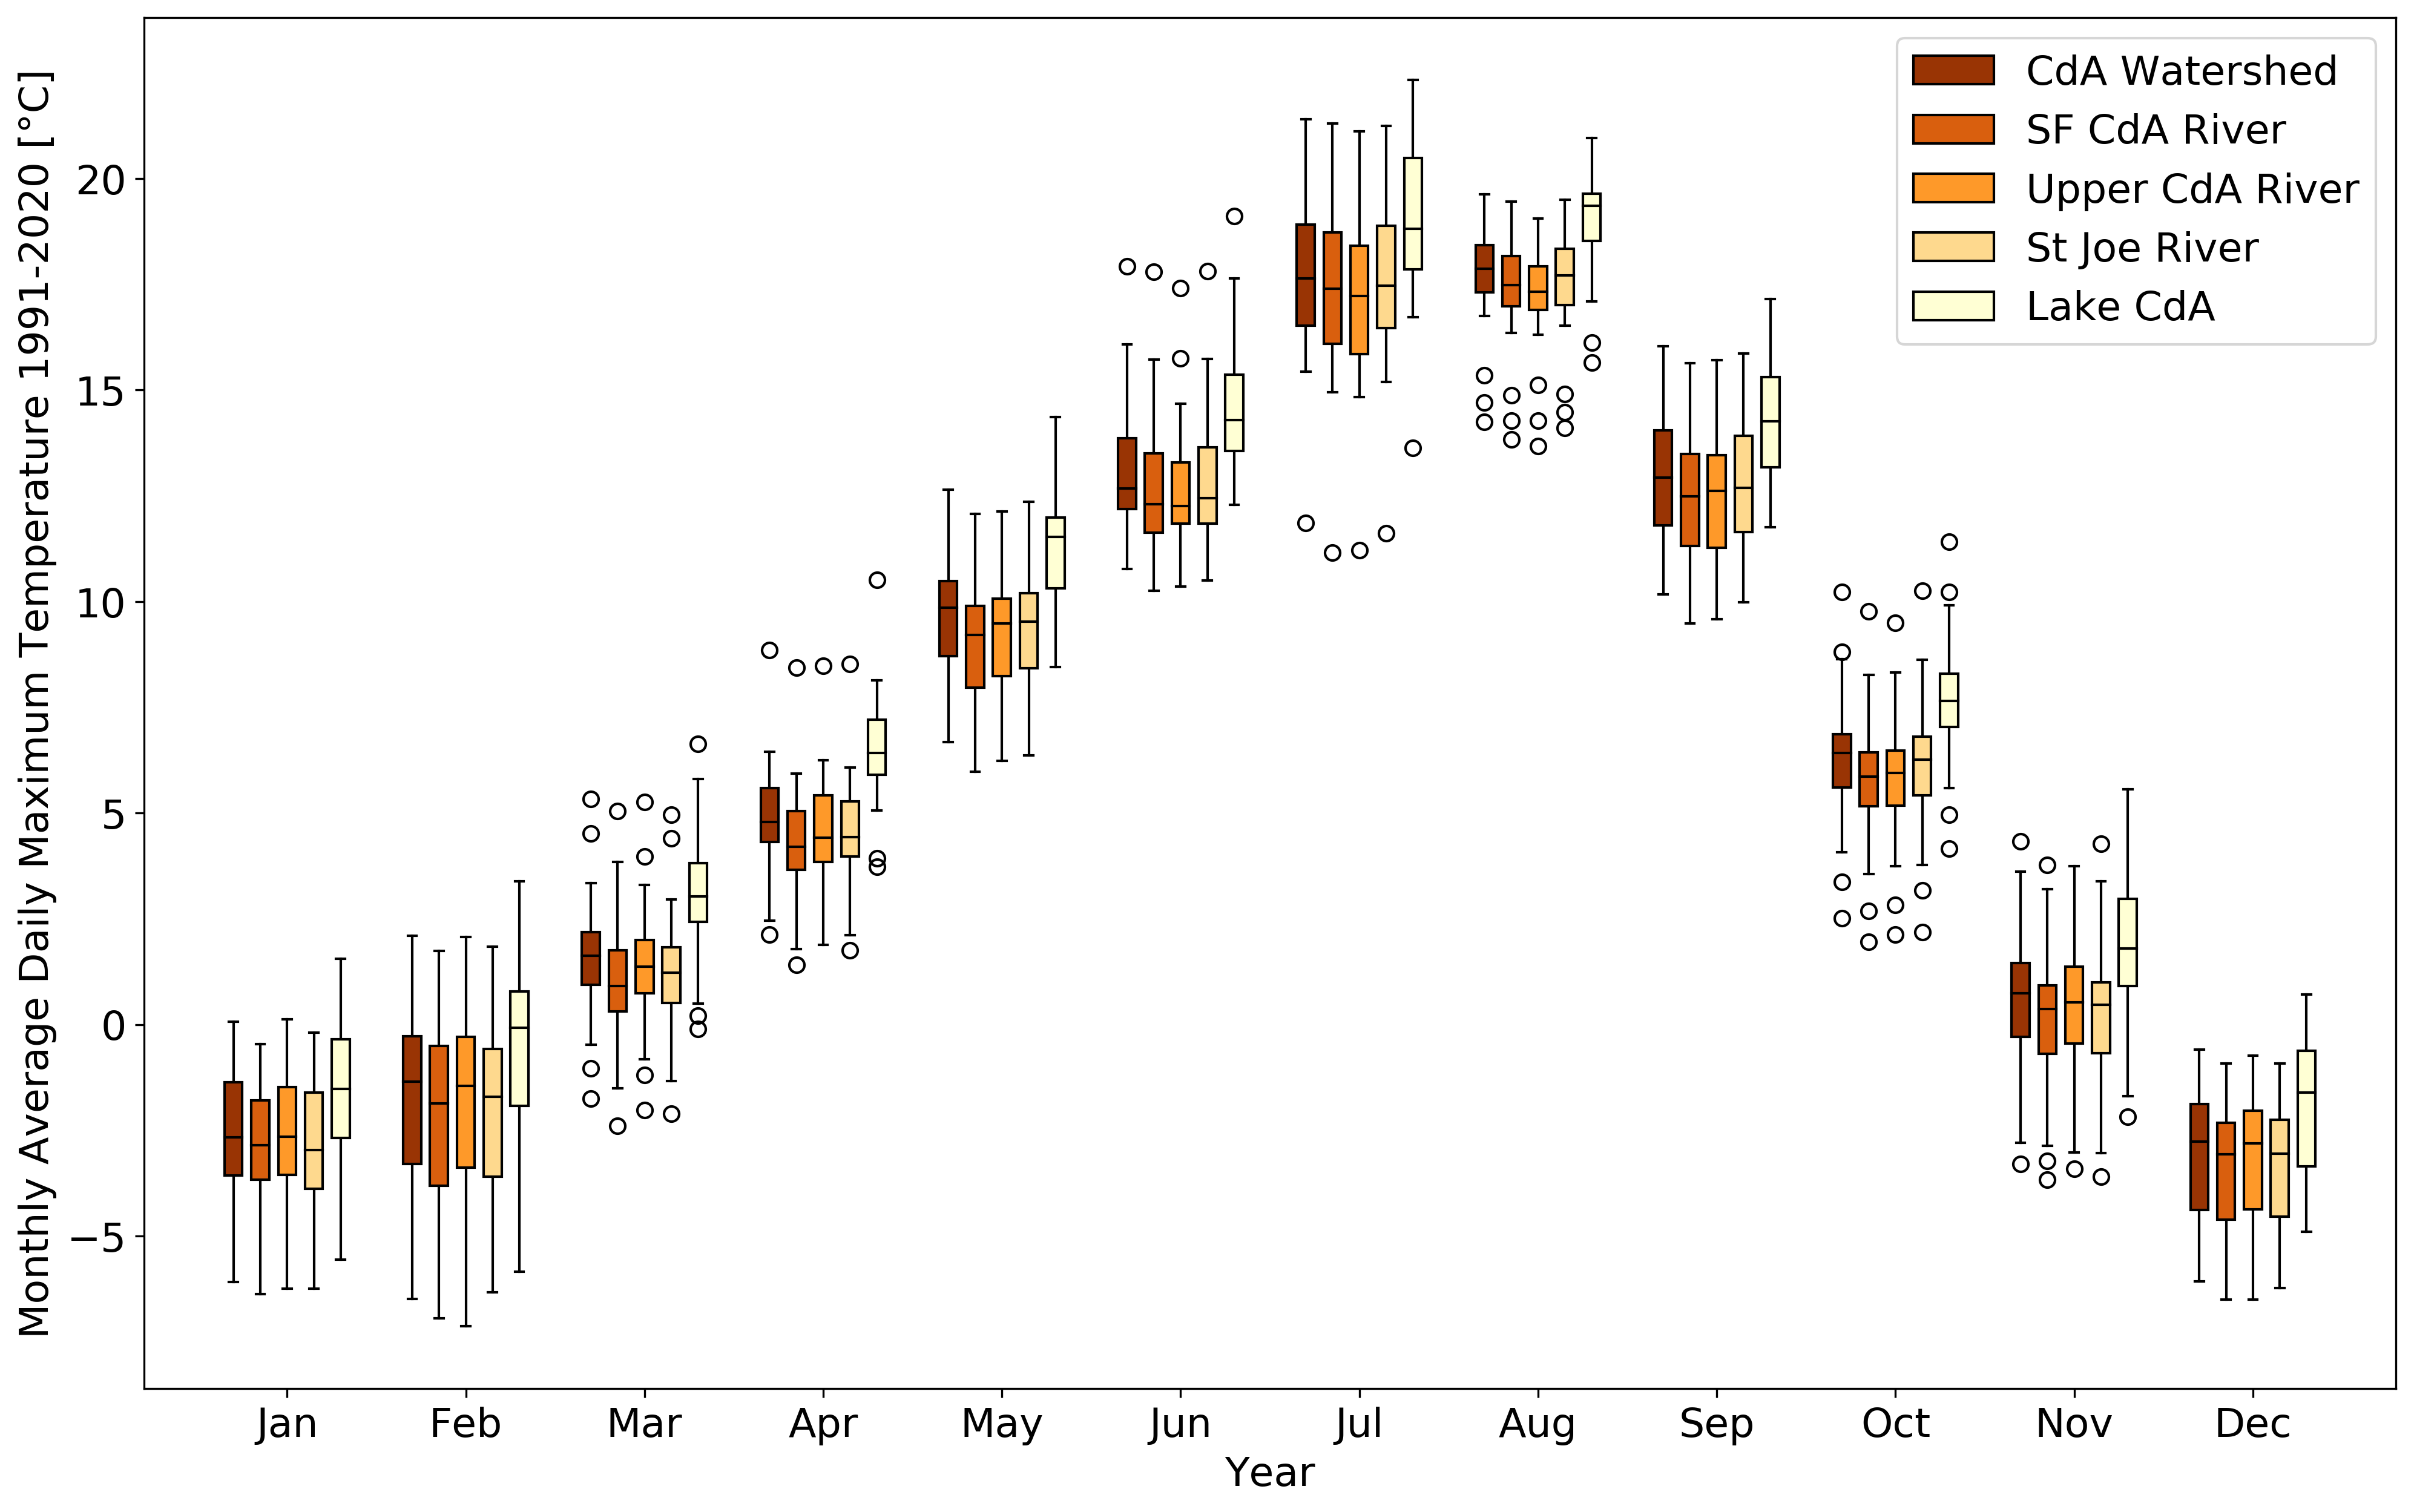 Monthly Average Daily Maximum Temperature 1991-2020 [°C]
20
15
10
5
0
−5
CdA Watershed
SF CdA River
Upper CdA River
St Joe River
Lake CdA
Jan Feb Mar Apr May Jun Jul Aug Sep Oct Nov Dec
Year